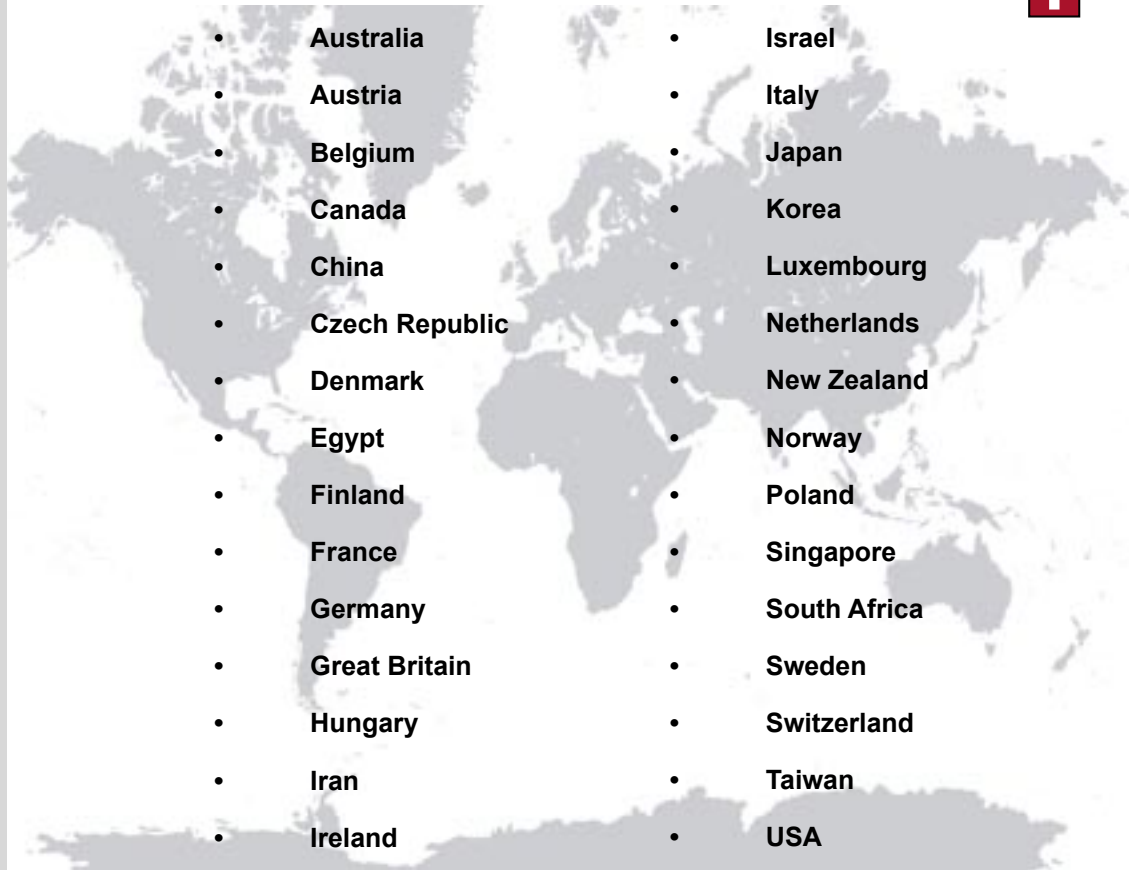 • Australia
• Austria
• Belgium
• Canada
• China
• Czech Republic
• Denmark
• Egypt
• Finland
• France
• Germany
• Great Britain
• Hungary
• Iran
• Ireland
• Israel
• Italy
• Japan
• Korea
• Luxembourg
• Netherlands
• New Zealand
• Norway
• Poland
• Singapore
• South Africa
• Sweden
• Switzerland
• Taiwan
• USA